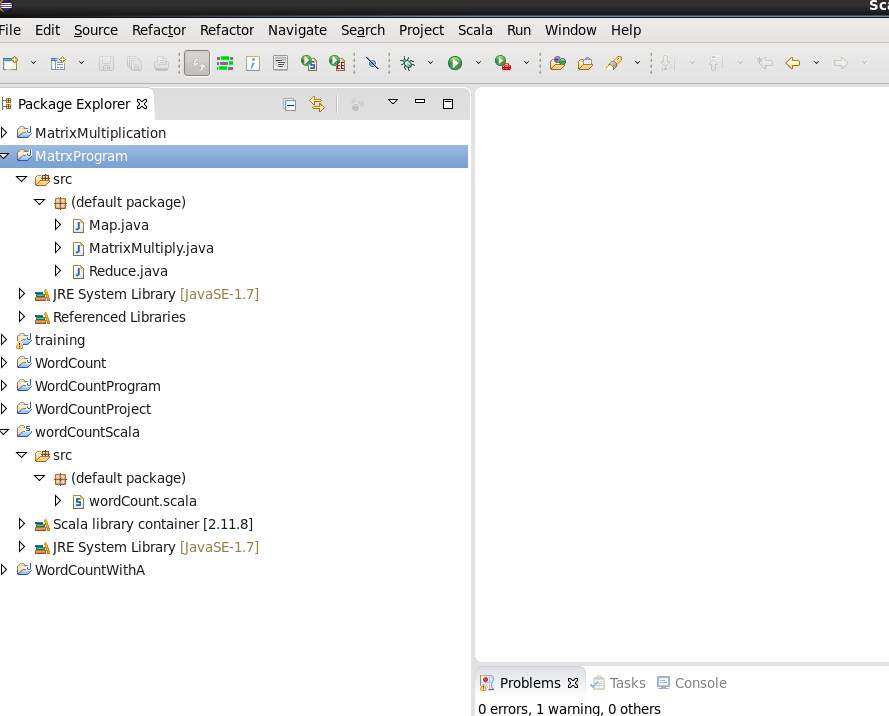 Sca
File Edit Source Refactor Refactor Navigate Search Project Scala Run Window Help
Package Explorer
MatrixMultiplication
MatrxProgram
src
(default package)
Map.java
MatrixMultiply.java
Reduce.java
JRE System Library [JavaSE-1.7]
Referenced Libraries
training
WordCount
WordCountProgram
WordCountProject
wordCountScala
src
(default package)
wordCount.scala
Scala library container [2.11.8]
JRE System Library [JavaSE-1.7]
WordCountWithA
Problems Tasks Console
0 errors, 1 warning, 0 others